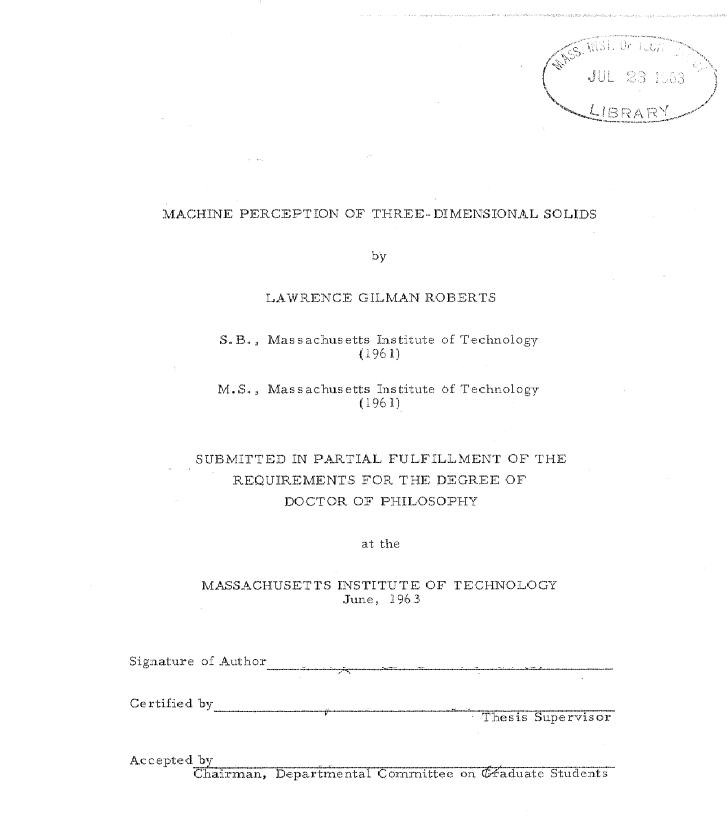 MASS. INST. OF TECH
JUL 23 1963
LIBRARY
MACHINE PERCEPTION OF THREE-DIMENSIONAL SOLIDS
by
LAWRENCE GILMAN ROBERTS
S.B., Massachusetts Institute of Technology
(1961)
M.S., Massachusetts Institute of Technology
(1961)
SUBMITTED IN PARTIAL FULFILLMENT OF THE
REQUIREMENTS FOR THE DEGREE OF
DOCTOR OF PHILOSOPHY
at the
MASSACHUSETTS INSTITUTE OF TECHNOLOGY
June, 1963
Signature of Author
Certified by
Thesis Supervisor
Accepted by
Chairman, Departmental Committee on Graduate Students